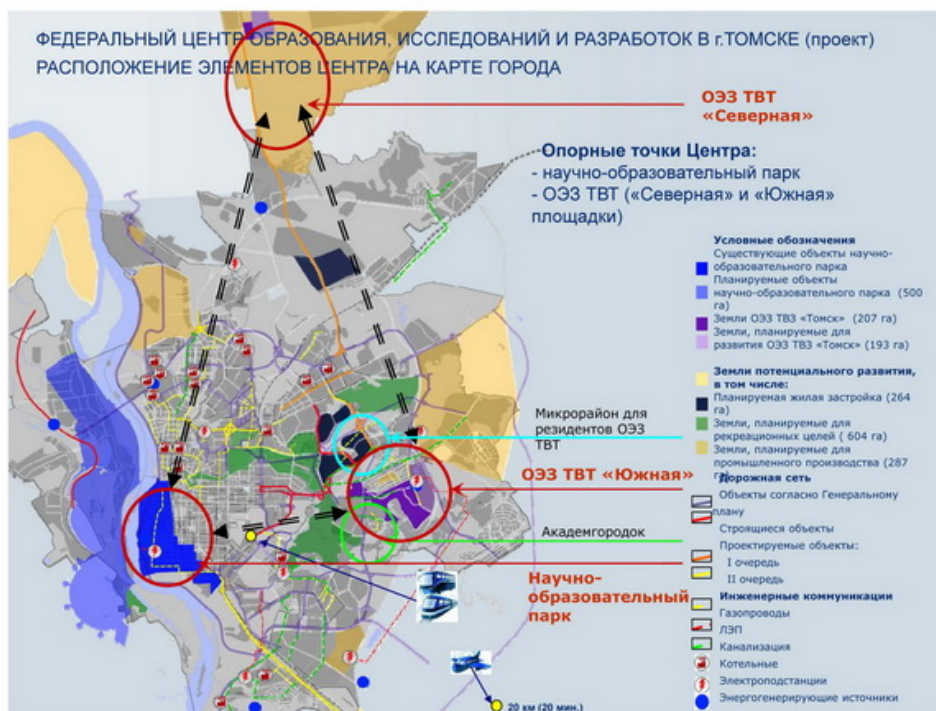 ФЕДЕРАЛЬНЫЙ ЦЕНТР ОБРАЗОВАНИЯ, ИССЛЕДОВАНИЙ И РАЗРАБОТОК В г.ТОМСКЕ (проект)
РАСПОЛОЖЕНИЕ ЭЛЕМЕНТОВ ЦЕНТРА НА КАРТЕ ГОРОДА
ОЭЗ ТВТ
«Северная»
Опорные точки Центра:
- научно-образовательный парк
- ОЭЗ ТВТ («Северная» и «Южная»
площадки)
Условные обозначения
Существующие объекты научно-
образовательного парка
Планируемые объекты
научно-образовательного парка (500
га)
Земли ОЭЗ ТВЗ «Томск» (207 га)
Земли, планируемые для
развития ОЭЗ ТВЗ «Томск» (193 га)
Земли потенциального развития,
в том числе:
Планируемая жилая застройка (264
га)
Земли, планируемые для
рекреационных целей ( 604 га)
Земли, планируемые для
промышленного производства (287
Дорожная сеть
Объекты согласно Генеральному
плану
Строящиеся объекты
Проектируемые объекты:
I очередь
II очередь
Инженерные коммуникации
Газопроводы
ЛЭП
Канализация
Котельные
Электроподстанции
Энергогенерирующие источники
Микрорайон для
резидентов ОЭЗ
ТВТ
ОЭЗ ТВТ «Южная»
Академгородок
Научно-
образовательный
парк
20 км (20 мин.)